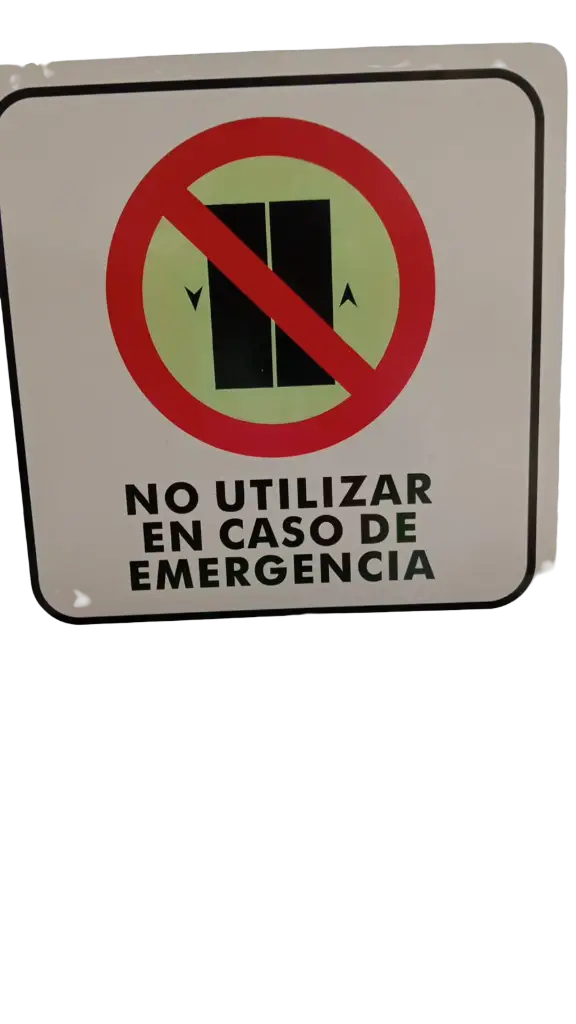 NO UTILIZAR
EN CASO DE
EMERGENCIA